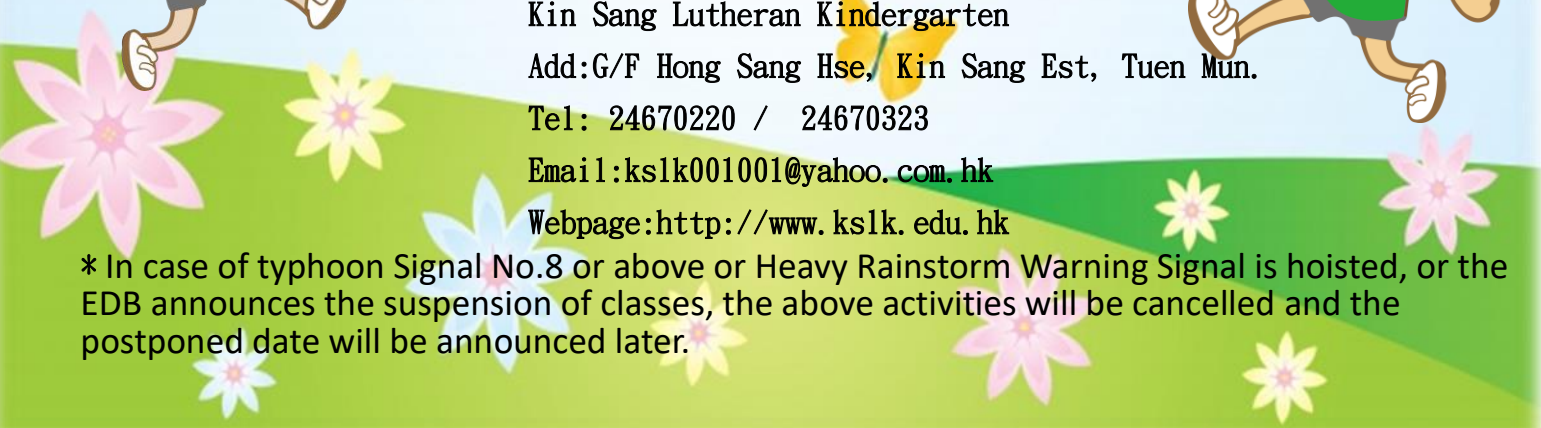 Kin Sang Lutheran Kindergarten
Add:G/F Hong Sang Hse, Kin Sang Est, Tuen Mun.
Tel: 24670220 / 24670323
Email:kslk001001@yahoo.com.hk
Webpage:http://www.kslk.edu.hk
* In case of typhoon Signal No.8 or above or Heavy Rainstorm Warning Signal is hoisted, or the
EDB announces the suspension of classes, the above activities will be cancelled and the
postponed date will be announced later.